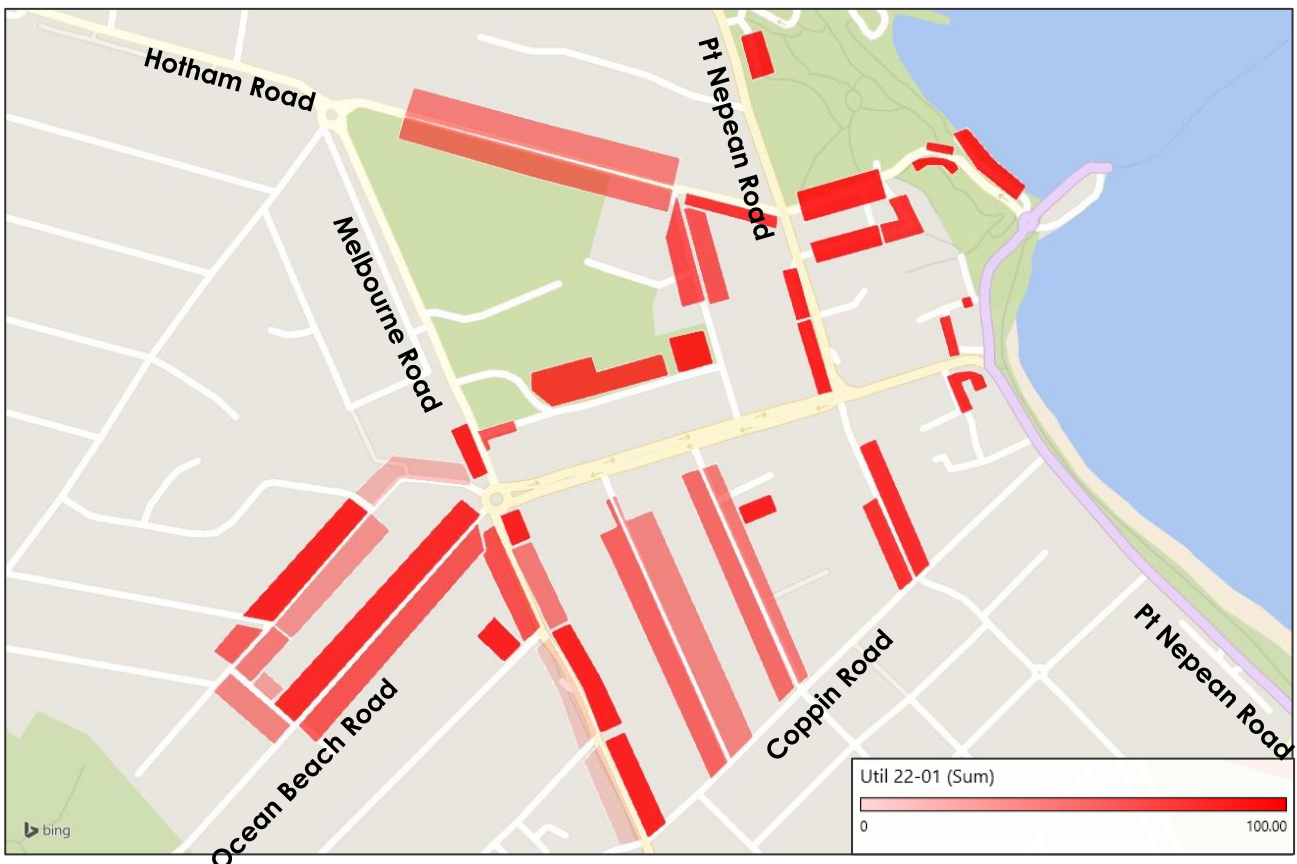 Hotham Road
Pt Nepean Road
Melbourne Road
Coppin Road
Pt Nepean Road
Ocean Beach Road
Util 22-01 (Sum)
0
100.00
bing